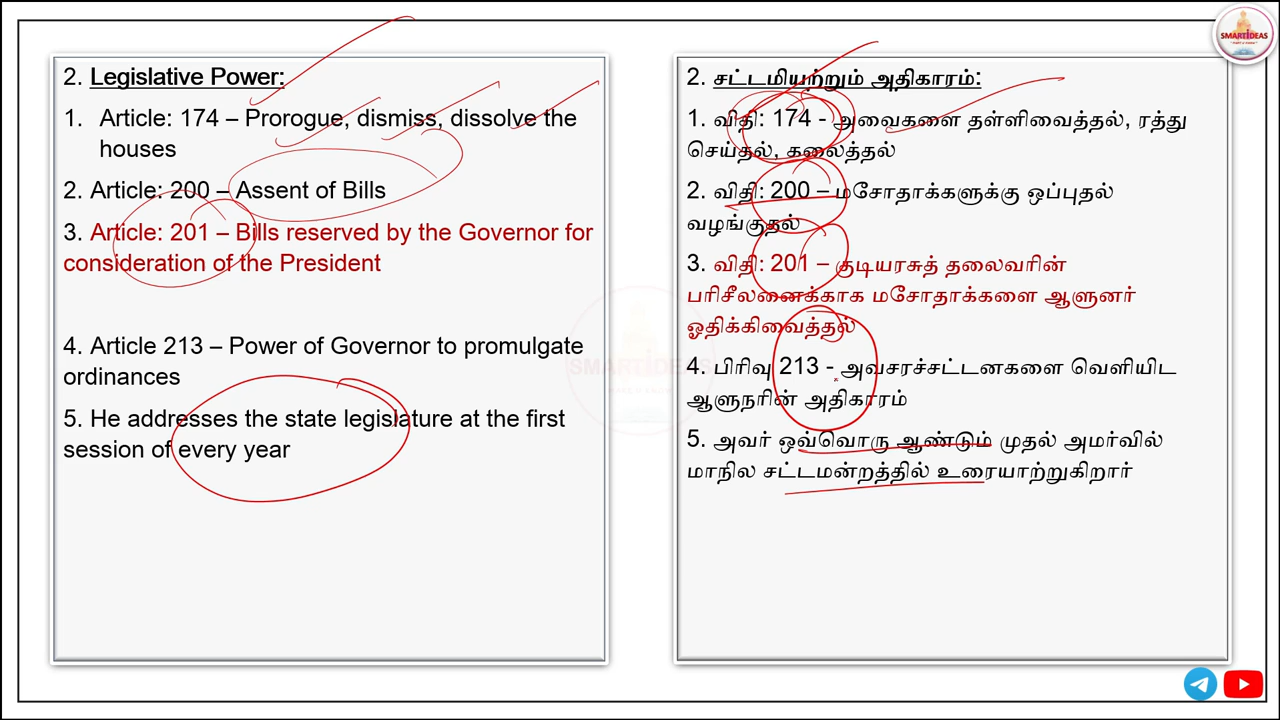 SMARTIDEAS
2. Legislative Power:
1. Article: 174 – Prorogue, dismiss, dissolve the
houses
2. Article: 200 – Assent of Bills
3. Article: 201 – Bills reserved by the Governor for
consideration of the President
4. Article 213 – Power of Governor to promulgate
ordinances
5. He addresses the state legislature at the first
session of every year
2. சட்டமியற்றும் அதிகாரம்:
1. விதி: 174 - அவைகளை தள்ளிவைத்தல், ரத்து
செய்தல், கலைத்தல்
2. விதி: 200 – மசோதாக்களுக்கு ஒப்புதல்
வழங்குதல்
3. விதி: 201 – குடியரசுத் தலைவரின்
பரிசீலனைக்காக மசோதாக்களை ஆளுனர்
ஓதிக்கிவைத்தல்
4. பிரிவு 213 - அவசரச்சட்டனகளை வெளியிட
ஆளுநரின் அதிகாரம்
5. அவர் ஒவ்வொரு ஆண்டும் முதல் அமர்வில்
மாநில சட்டமன்றத்தில் உரையாற்றுகிறார்
SMARTIDEAS